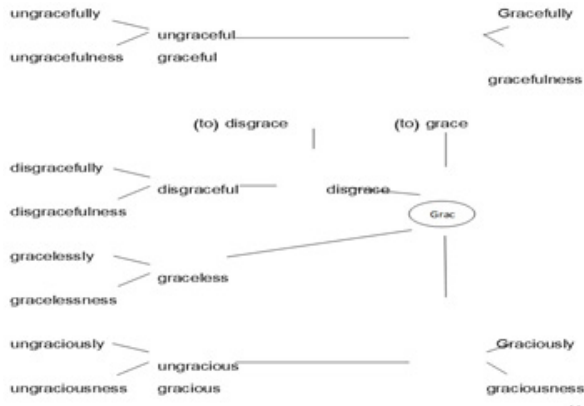 ungracefully
Gracefully
ungraceful
ungracefulness graceful
gracefulness
(to) disgrace (to) grace
disgracefully
disgraceful disgrace
disgracefulness
Grac
gracelessly
graceless
gracelessness
ungraciously
Graciously
ungracious
ungraciousness gracious graciousness